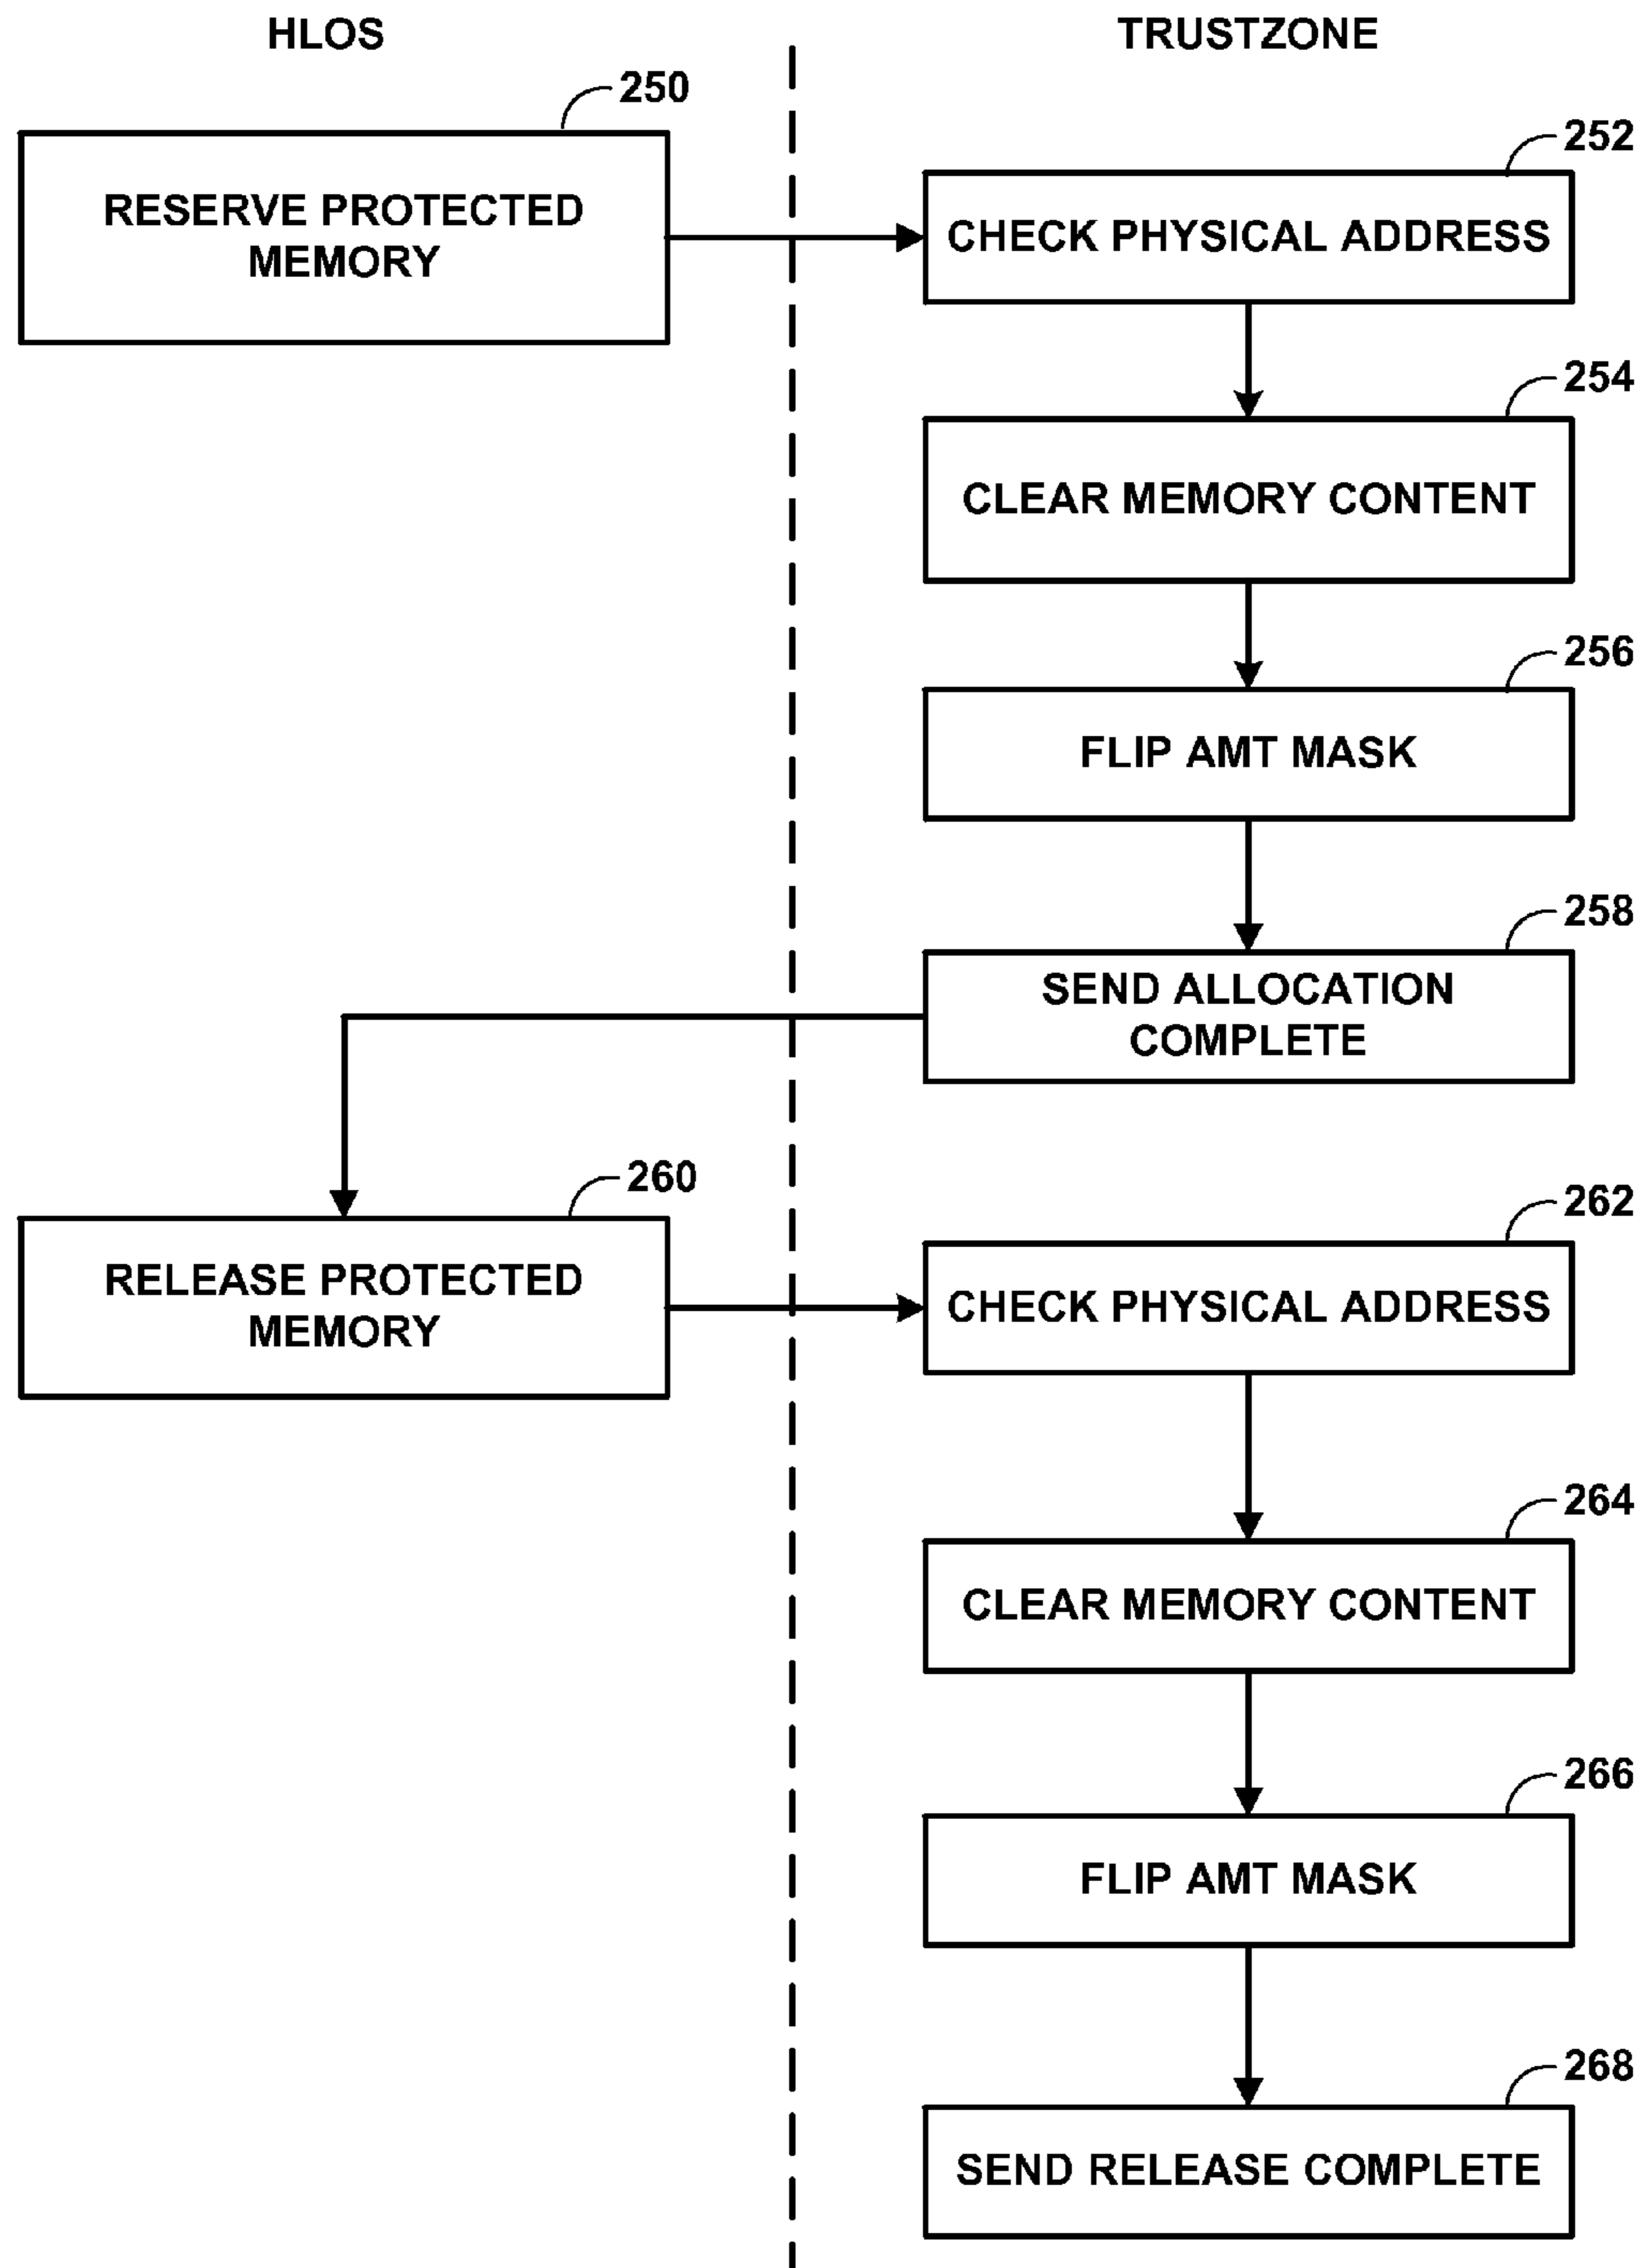 HLOS
TRUSTZONE
250
RESERVE PROTECTED
MEMORY
252
CHECK PHYSICAL ADDRESS
254
CLEAR MEMORY CONTENT
256
FLIP AMT MASK
258
SEND ALLOCATION
COMPLETE
260
RELEASE PROTECTED
MEMORY
262
CHECK PHYSICAL ADDRESS
264
CLEAR MEMORY CONTENT
266
FLIP AMT MASK
268
SEND RELEASE COMPLETE